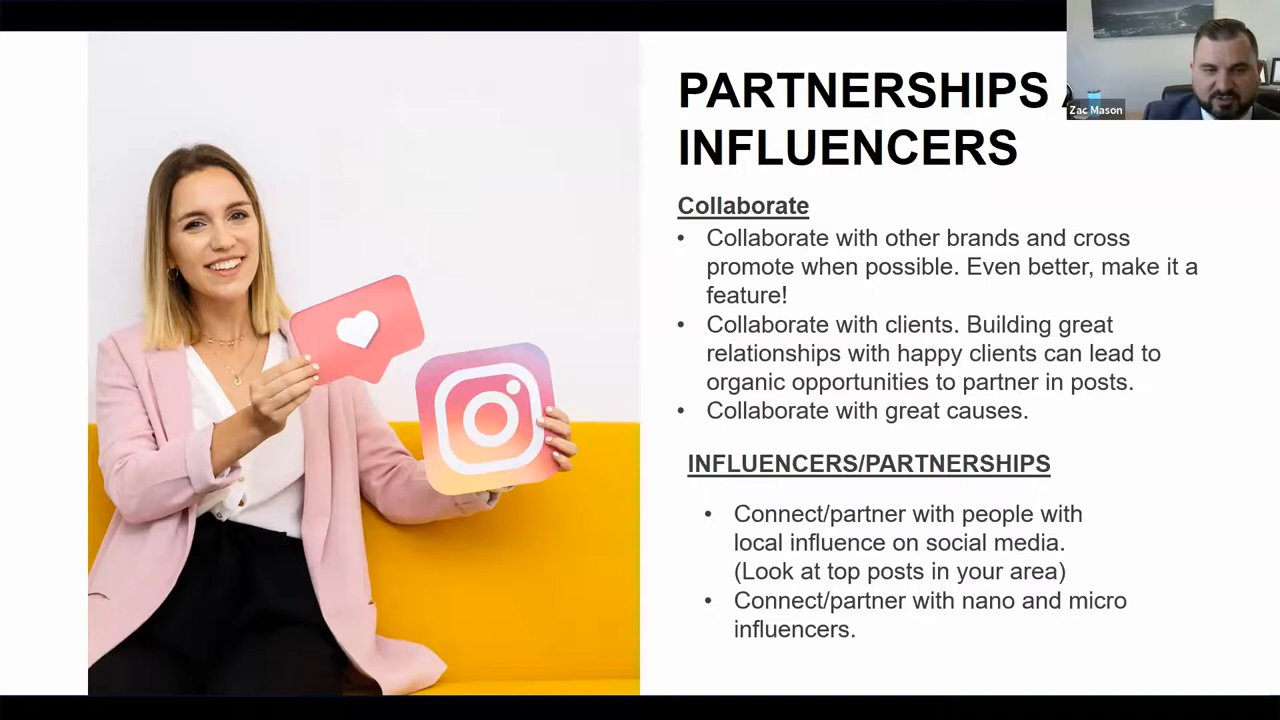 PARTNERSHIPS
INFLUENCERS
Zac Mason
Collaborate
• Collaborate with other brands and cross
promote when possible. Even better, make it a
feature!
• Collaborate with clients. Building great
relationships with happy clients can lead to
organic opportunities to partner in posts.
• Collaborate with great causes.
INFLUENCERS/PARTNERSHIPS
• Connect/partner with people with
local influence on social media.
(Look at top posts in your area)
• Connect/partner with nano and micro
influencers.